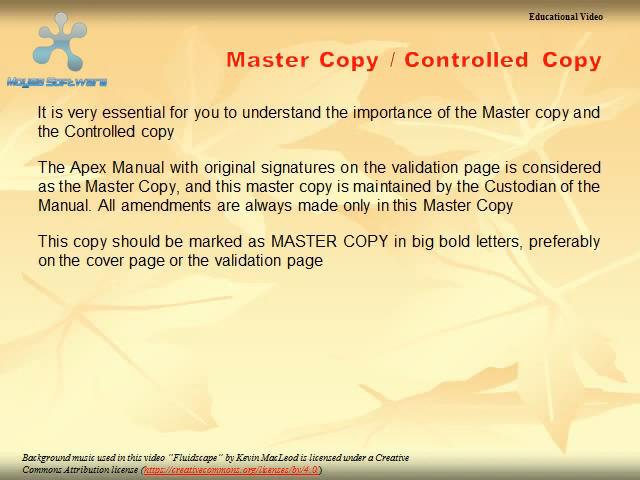 Educational Video
Moyas Software
Master Copy / Controlled Copy
It is very essential for you to understand the importance of the Master copy and
the Controlled copy
The Apex Manual with original signatures on the validation page is considered
as the Master Copy, and this master copy is maintained by the Custodian of the
Manual. All amendments are always made only in this Master Copy
This copy should be marked as MASTER COPY in big bold letters, preferably
on the cover page or the validation page
Background music used in this video "Fluidscape" by Kevin MacLeod is licensed under a Creative
Commons Attribution license (https://creativecommons.org/licenses/by/4.0/)